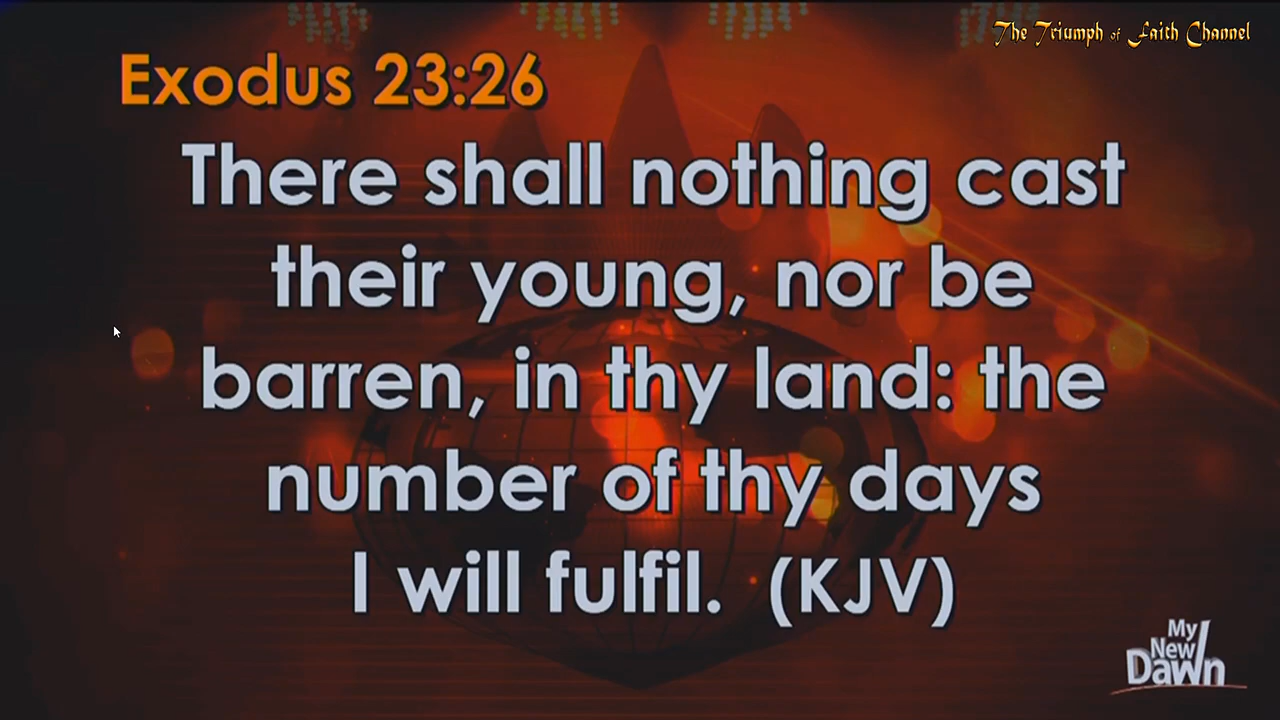 The Triumph of Faith Channel
Exodus 23:26
There shall nothing cast
their young, nor be
barren, in thy land: the
number of thy days
I will fulfil. (KJV)
My
New
Dawn